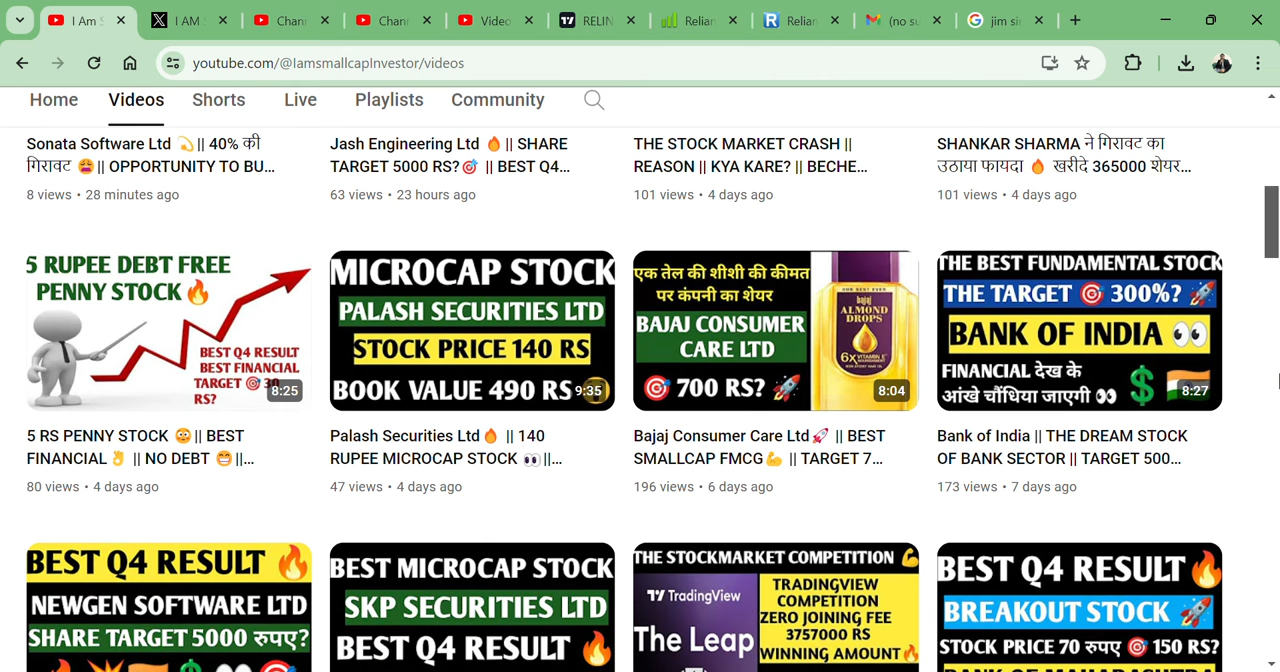 I Am S
I AM S
Chann
Chann
Video
RELIN
Relian
Relian
(no su
jim si
youtube.com/@IamsmallcapInvestor/videos
Home Videos Shorts Live Playlists Community
Sonata Software Ltd 💫|| 40% की
गिरावट 😩|| OPPORTUNITY TO BU...
8 views • 28 minutes ago
Jash Engineering Ltd 🔥 || SHARE
TARGET 5000 RS?🎯 || BEST Q4...
63 views • 23 hours ago
THE STOCK MARKET CRASH ||
REASON || KYA KARE? || BECHE...
101 views • 4 days ago
SHANKAR SHARMA ने गिरावट का
उठाया फायदा 🔥 खरीदे 365000 शेयर...
101 views • 4 days ago
5 RUPEE DEBT FREE
PENNY STOCK🔥
BEST Q4 RESULT
BEST FINANCIAL
TARGET 🎯 30
RS?
8:25
MICROCAP STOCK
PALASH SECURITIES LTD
STOCK PRICE 140 RS
BOOK VALUE 490 RS
9:35
एक तेल की शीशी की कीमत
पर कंपनी का शेयर
BAJAJ CONSUMER
CARE LTD
🎯 700 RS? 🚀
bajaj
ALMOND
DROPS
6X VITAMIN E
8:04
THE BEST FUNDAMENTAL STOCK
THE TARGET 🎯 300%? 🚀
BANK OF INDIA 👀
FINANCIAL देख के
आंखे चौंधिया जाएगी 👀
8:27
5 RS PENNY STOCK 😳|| BEST
FINANCIAL👌 || NO DEBT 😁||...
80 views • 4 days ago
Palash Securities Ltd🔥 || 140
RUPEE MICROCAP STOCK 👀||...
47 views • 4 days ago
Bajaj Consumer Care Ltd🚀 || BEST
SMALLCAP FMCG💪 || TARGET 7...
196 views • 6 days ago
Bank of India || THE DREAM STOCK
OF BANK SECTOR || TARGET 500...
173 views • 7 days ago
BEST Q4 RESULT 🔥
NEWGEN SOFTWARE LTD
SHARE TARGET 5000 रुपए?
BEST MICROCAP STOCK
SKP SECURITIES LTD
BEST Q4 RESULT 🔥
THE STOCKMARKET COMPETITION 💪
TradingView
The Leap
TRADINGVIEW
COMPETITION
ZERO JOINING FEE
3757000 RS
WINNING AMOUNT🔥
BEST Q4 RESULT🔥
BREAKOUT STOCK 🚀
STOCK PRICE 70 रुपए 🎯 150 RS?
BANK OF MAHARASHTRA